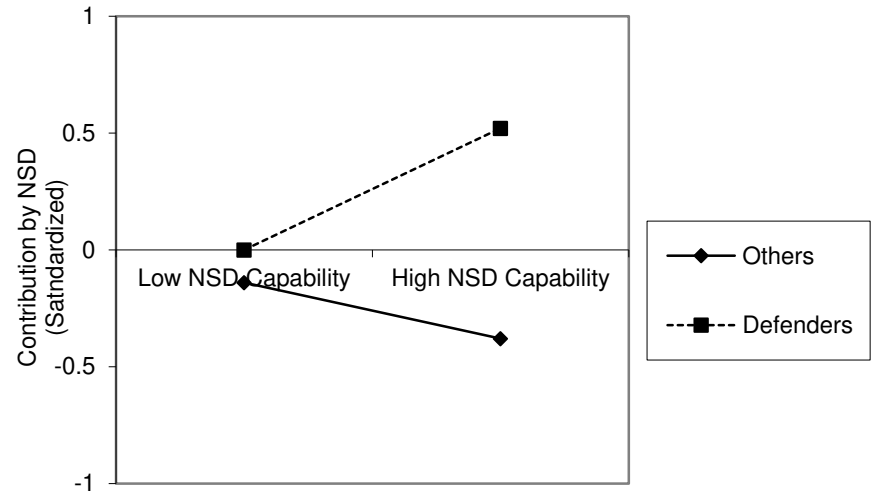 1
0.5
0
-0.5
-1
Contribution by NSD
(Satndardized)
Low NSD Capability
High NSD Capability
Others
Defenders